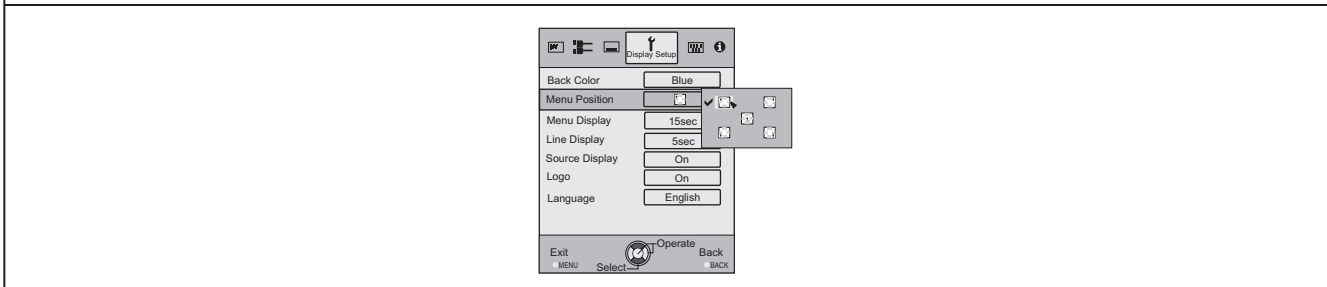 Display Setup
Back Color Blue
Menu Position
Menu Display 15sec
Line Display 5sec
Source Display On
Logo On
Language English
Exit Operate Back
MENU Select BACK